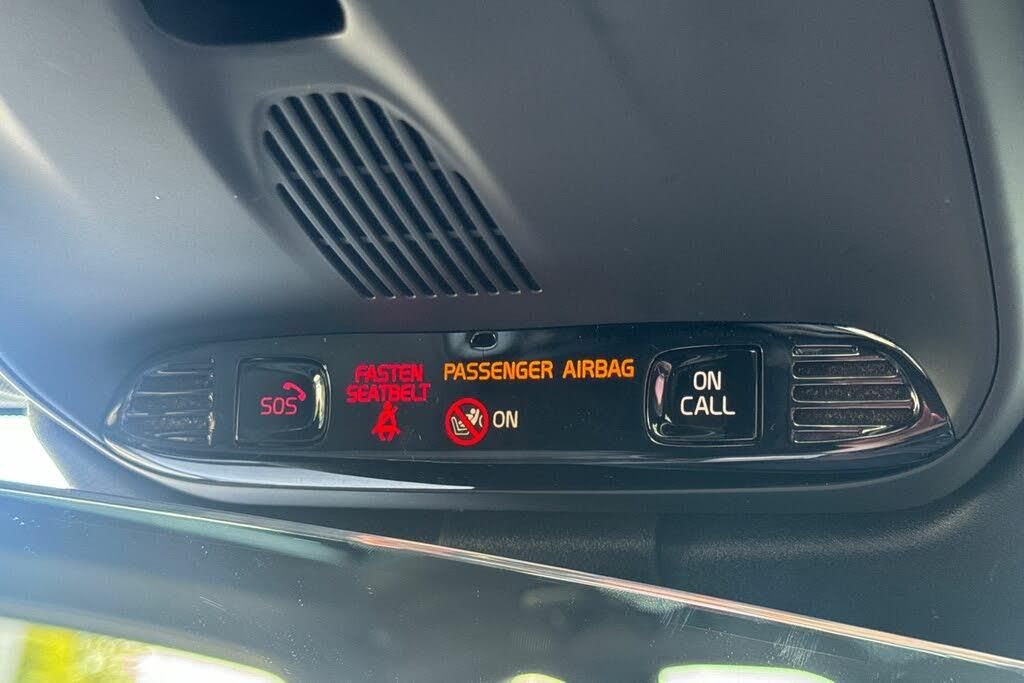 SOS
FASTEN
SEATBELT
PASSENGER AIRBAG
ON
ON
CALL